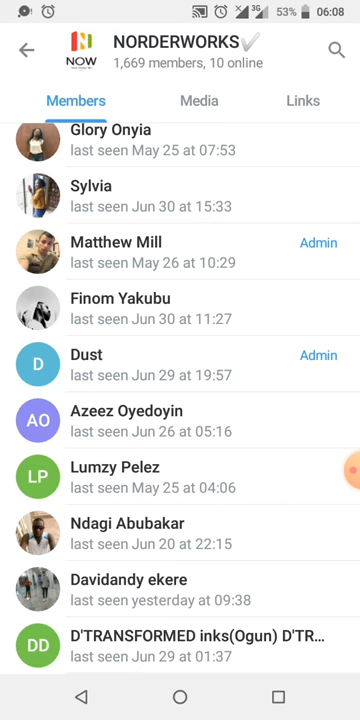 53% 06:08
3G
NORDERWORKS
NOW
1,669 members, 10 online
Members Media Links
Glory Onyia
last seen May 25 at 07:53
Sylvia
last seen Jun 30 at 15:33
Matthew Mill Admin
last seen May 26 at 10:29
Finom Yakubu
last seen Jun 30 at 11:27
D Dust Admin
last seen Jun 29 at 19:57
AO Azeez Oyedoyin
last seen Jun 26 at 05:16
LP Lumzy Pelez
last seen May 25 at 04:06
Ndagi Abubakar
last seen Jun 20 at 22:15
Davidandy ekere
last seen yesterday at 09:38
DD D'TRANSFORMED inks(Ogun) D'TR...
last seen Jun 29 at 01:37